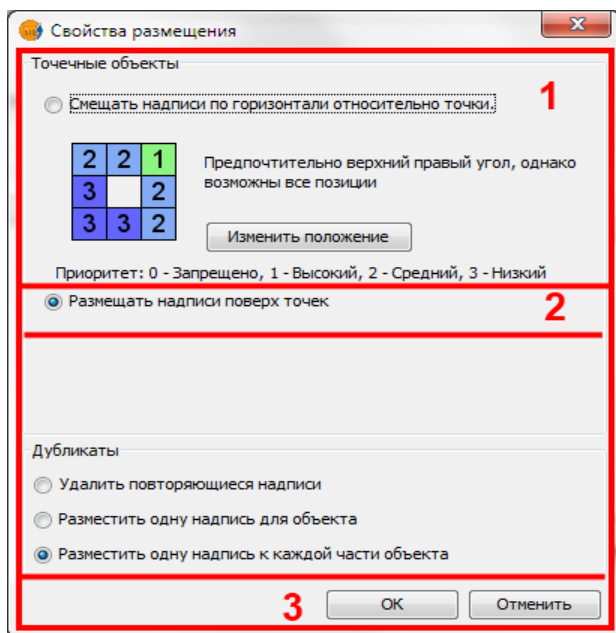 Свойства размещения
Точечные объекты
Смещать надписи по горизонтали относительно точки.
1
2 2 1
3 2
3 3 2
Предпочтительно верхний правый угол, однако
возможны все позиции
Изменить положение
Приоритет: 0 - Запрещено, 1 - Высокий, 2 - Средний, 3 - Низкий
Размещать надписи поверх точек
2
Дубликаты
Удалить повторяющиеся надписи
Разместить одну надпись для объекта
Разместить одну надпись к каждой части объекта
3
OK
Отменить